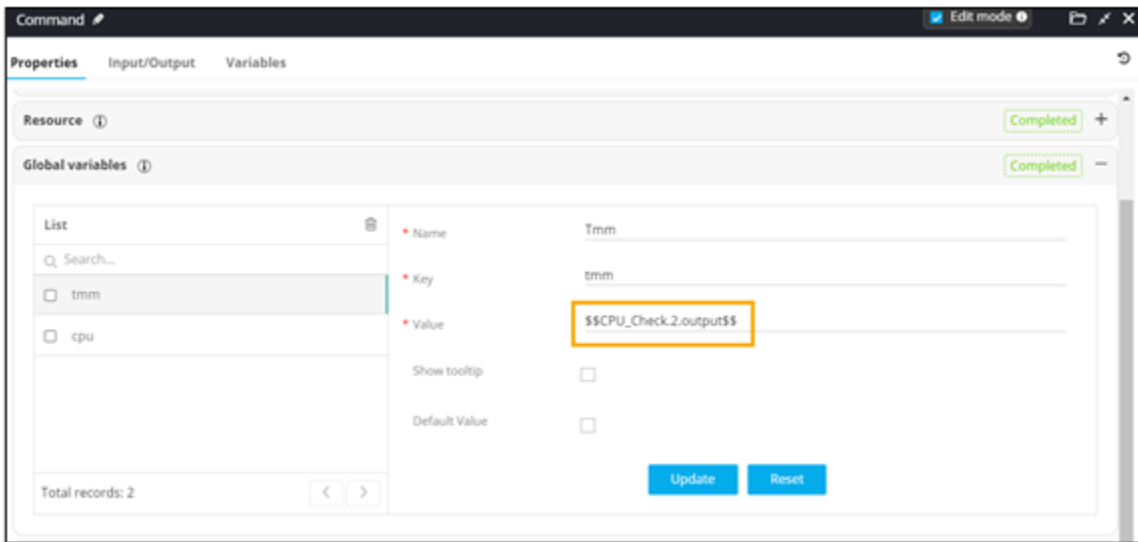 Command
Edit mode
Properties Input/Output Variables
Resource
Completed
Global variables
Completed
List
Search...
tmm
cpu
Total records: 2
* Name
Tmm
* Key
tmm
* Value
$$CPU_Check.2.output$$
Show tooltip
Default Value
Update
Reset